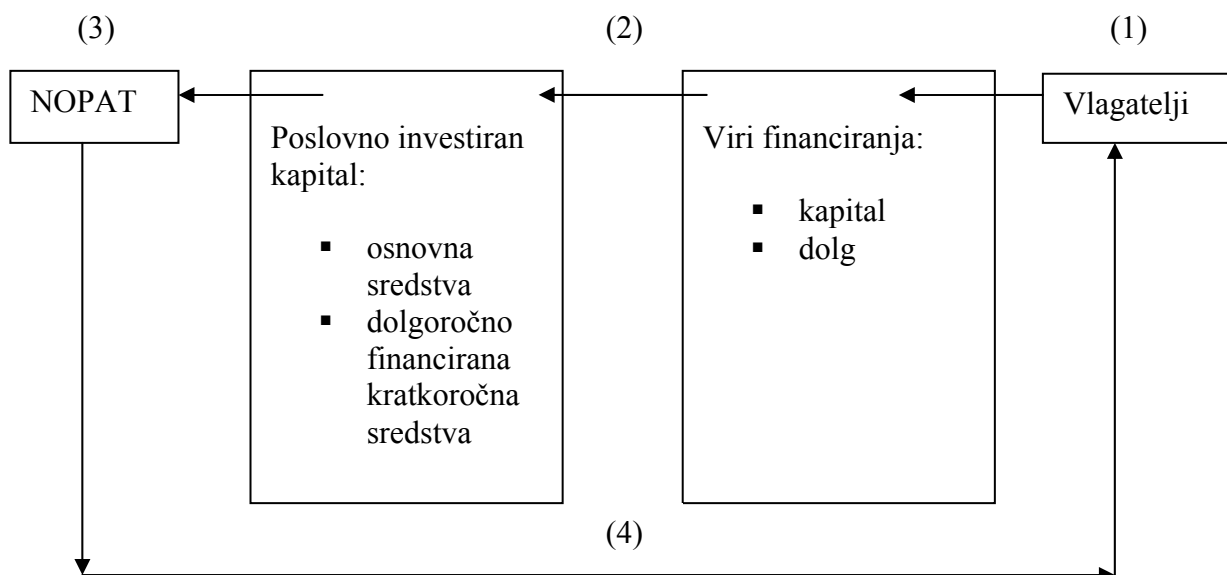 (3)
(2)
(1)
NOPAT
Poslovno investiran
kapital:
▪ osnovna
sredstva
▪ dolgoročno
financirana
kratkoročna
sredstva
Viri financiranja:
▪ kapital
▪ dolg
Vlagatelji
(4)